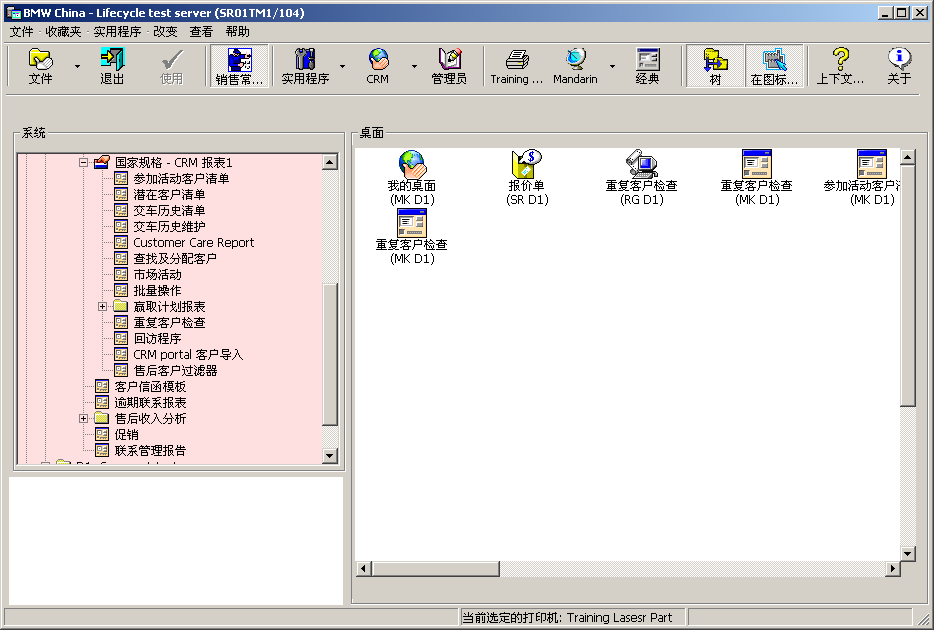 BMW China - Lifecycle test server (SR01TM1/104)
文件 收藏夹 实用程序 改变 查看 帮助
文件 退出 使用 销售常... 实用程序 CRM 管理员 Training ... Mandarin 经典 树 在图标... 上下文... 关于
系统
国家规格 - CRM 报表1
参加活动客户清单
潜在客户清单
交车历史清单
交车历史维护
Customer Care Report
查找及分配客户
市场活动
批量操作
赢取计划报表
重复客户检查
回访程序
CRM portal 客户导入
售后客户过滤器
客户信函模板
逾期联系报表
售后收入分析
促销
联系管理报告
桌面
我的桌面
(MK D1)
报价单
(SR D1)
重复客户检查
(RG D1)
重复客户检查
(MK D1)
参加活动客户
(MK D1)
重复客户检查
(MK D1)
当前选定的打印机: Training Lasesr Part